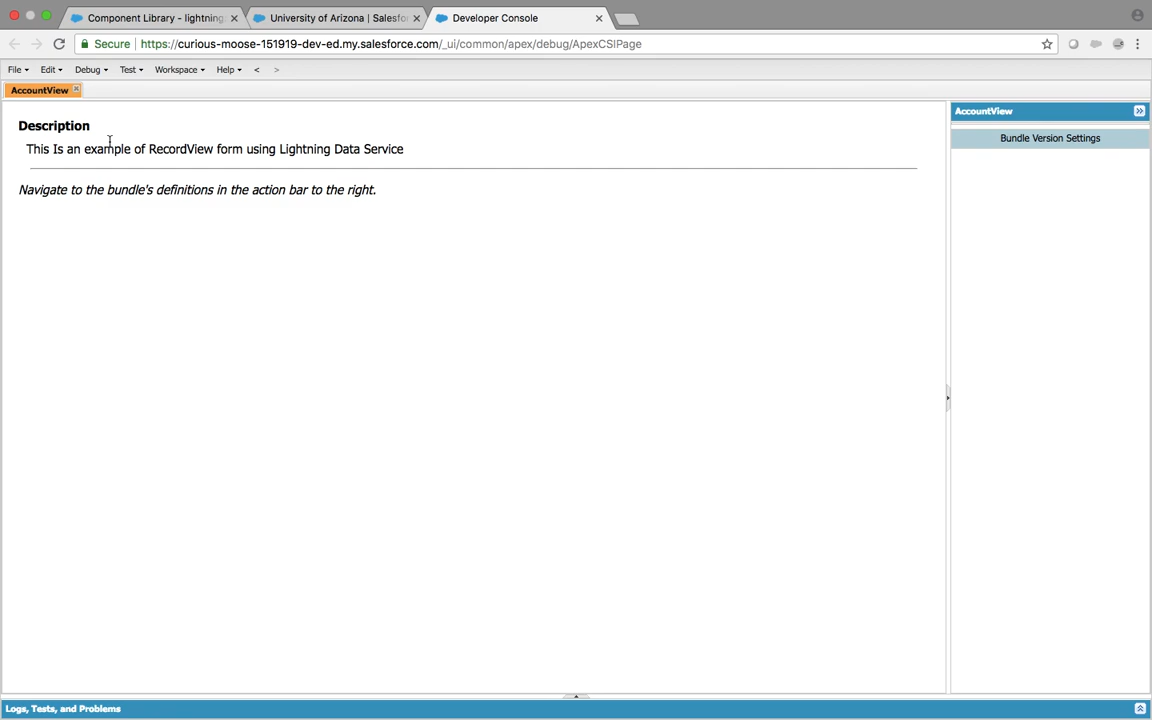 Component Library - lightning
University of Arizona | Salesfor
Developer Console
Secure https://curious-moose-151919-dev-ed.my.salesforce.com/_ui/common/apex/debug/ApexCSIPage
File Edit Debug Test Workspace Help < >
AccountView
AccountView
Description
Bundle Version Settings
This Is an example of RecordView form using Lightning Data Service
Navigate to the bundle's definitions in the action bar to the right.
Logs, Tests, and Problems